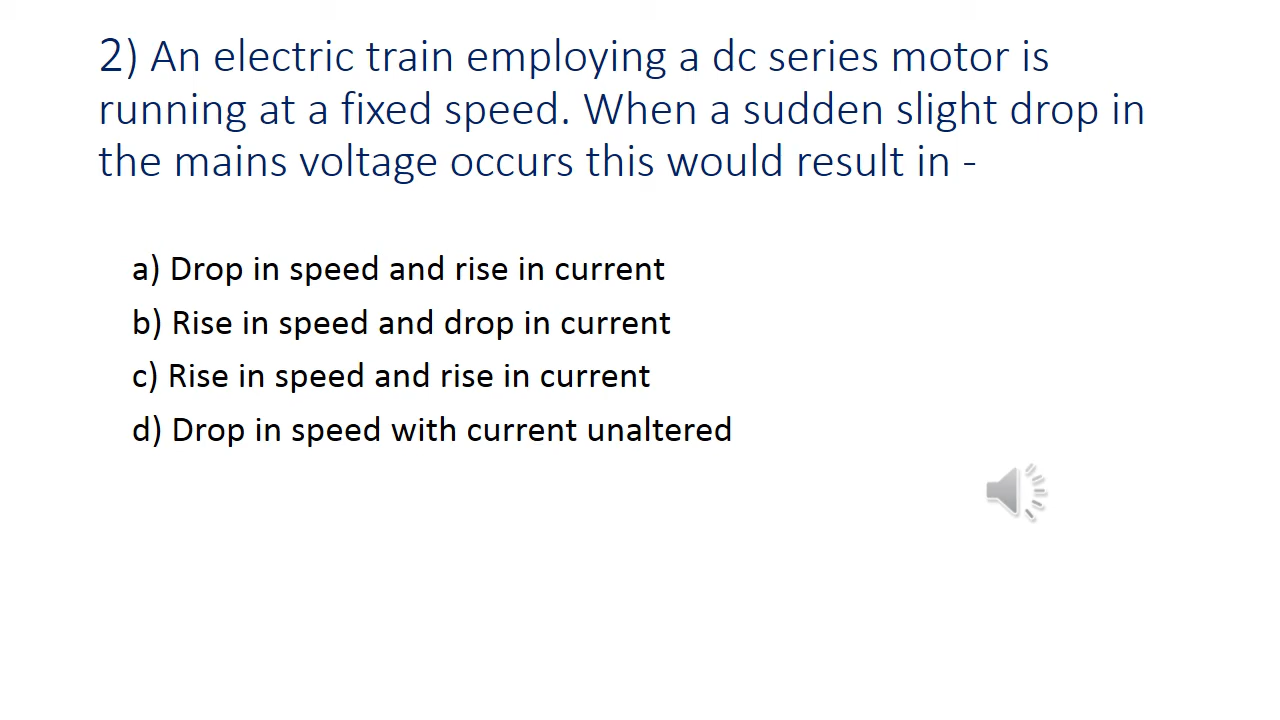 2) An electric train employing a dc series motor is
running at a fixed speed. When a sudden slight drop in
the mains voltage occurs this would result in -
a) Drop in speed and rise in current
b) Rise in speed and drop in current
c) Rise in speed and rise in current
d) Drop in speed with current unaltered